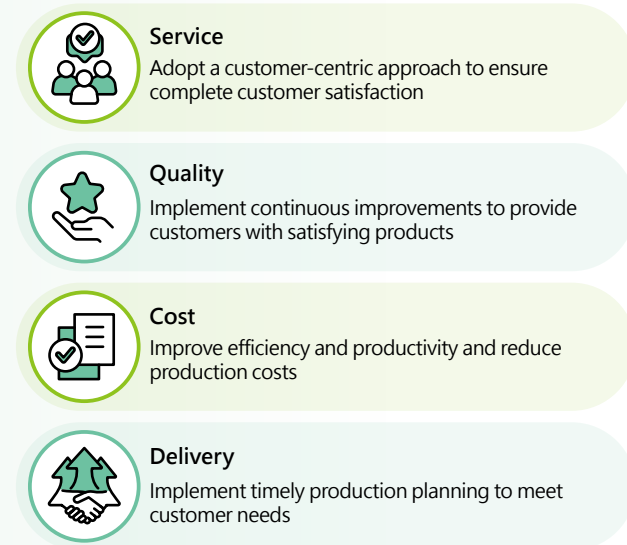 Service
Adopt a customer-centric approach to ensure
complete customer satisfaction
Quality
Implement continuous improvements to provide
customers with satisfying products
Cost
Improve efficiency and productivity and reduce
production costs
Delivery
Implement timely production planning to meet
customer needs